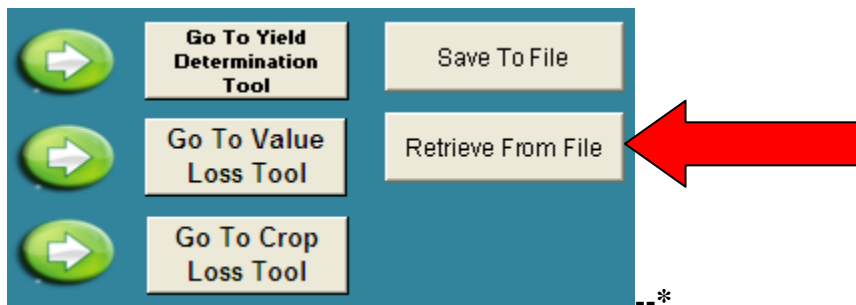 Go To Yield
Determination
Tool
Save To File
Go To Value
Loss Tool
Retrieve From File
Go To Crop
Loss Tool
--*